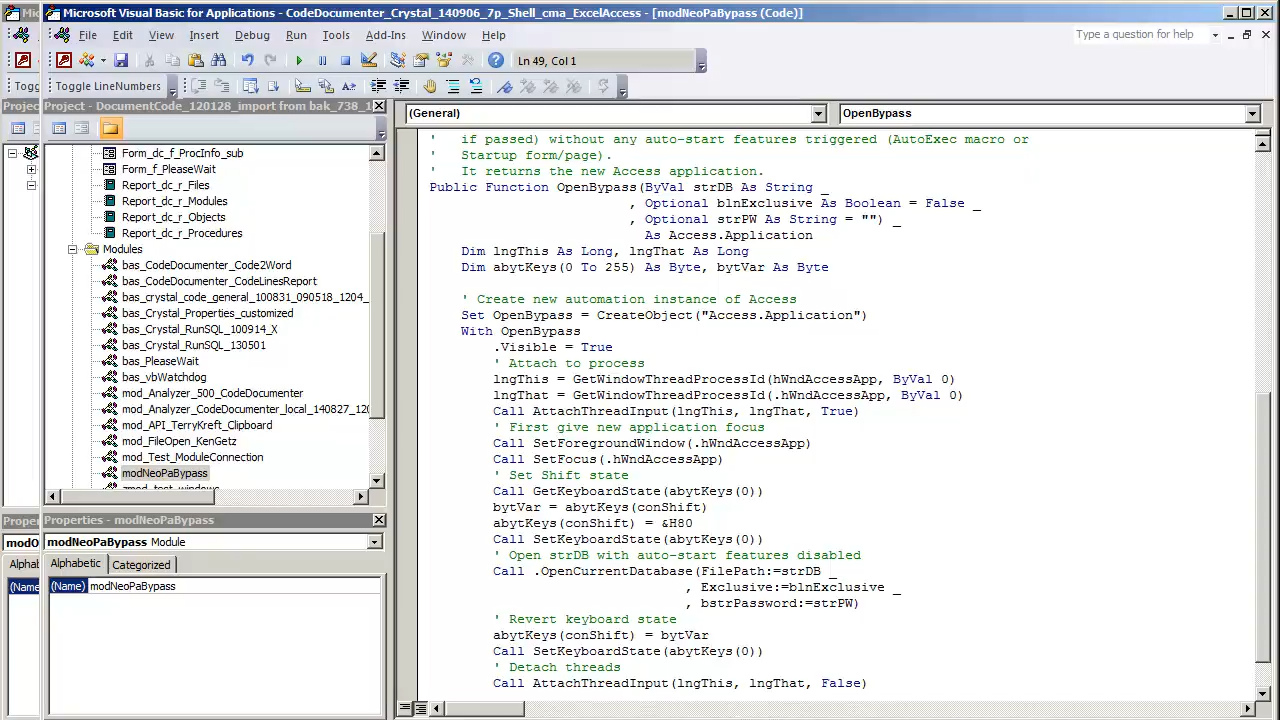 Microsoft Visual Basic for Applications - CodeDocumenter_Crystal_140906_7p_Shell_cma_ExcelAccess - [modNeoPaBypass (Code)]
File Edit View Insert Debug Run Tools Add-Ins Window Help
Type a question for help
Ln 49, Col 1
Togg
Toggle LineNumbers
Project
Project - DocumentCode_120128_import from bak_738_1
(General)
OpenBypass
Form_dc_f_ProcInfo_sub
Form_f_PleaseWait
Report_dc_r_Files
Report_dc_r_Modules
Report_dc_r_Objects
Report_dc_r_Procedures
Modules
bas_CodeDocumenter_Code2Word
bas_CodeDocumenter_CodeLinesReport
bas_crystal_code_general_100831_090518_1204_
bas_Crystal_Properties_customized
bas_Crystal_RunSQL_100914_X
bas_Crystal_RunSQL_130501
bas_PleaseWait
bas_vbWatchdog
mod_Analyzer_500_CodeDocumenter
mod_Analyzer_CodeDocumenter_local_140827_120
mod_API_TerryKreft_Clipboard
mod_FileOpen_KenGetz
mod_Test_ModuleConnection
modNeoPaBypass
zmod_test_windows
Proper
Properties - modNeoPaBypass
modO
modNeoPaBypass Module
Alphab
Alphabetic Categorized
(Name
(Name) modNeoPaBypass
'   if passed) without any auto-start features triggered (AutoExec macro or
'   Startup form/page).
'   It returns the new Access application.
Public Function OpenBypass(ByVal strDB As String _
, Optional blnExclusive As Boolean = False _
, Optional strPW As String = "") _
As Access.Application
Dim lngThis As Long, lngThat As Long
Dim abytKeys(0 To 255) As Byte, bytVar As Byte
' Create new automation instance of Access
Set OpenBypass = CreateObject("Access.Application")
With OpenBypass
.Visible = True
' Attach to process
lngThis = GetWindowThreadProcessId(hWndAccessApp, ByVal 0)
lngThat = GetWindowThreadProcessId(.hWndAccessApp, ByVal 0)
Call AttachThreadInput(lngThis, lngThat, True)
' First give new application focus
Call SetForegroundWindow(.hWndAccessApp)
Call SetFocus(.hWndAccessApp)
' Set Shift state
Call GetKeyboardState(abytKeys(0))
bytVar = abytKeys(conShift)
abytKeys(conShift) = &H80
Call SetKeyboardState(abytKeys(0))
' Open strDB with auto-start features disabled
Call .OpenCurrentDatabase(FilePath:=strDB _
, Exclusive:=blnExclusive _
, bstrPassword:=strPW)
' Revert keyboard state
abytKeys(conShift) = bytVar
Call SetKeyboardState(abytKeys(0))
' Detach threads
Call AttachThreadInput(lngThis, lngThat, False)